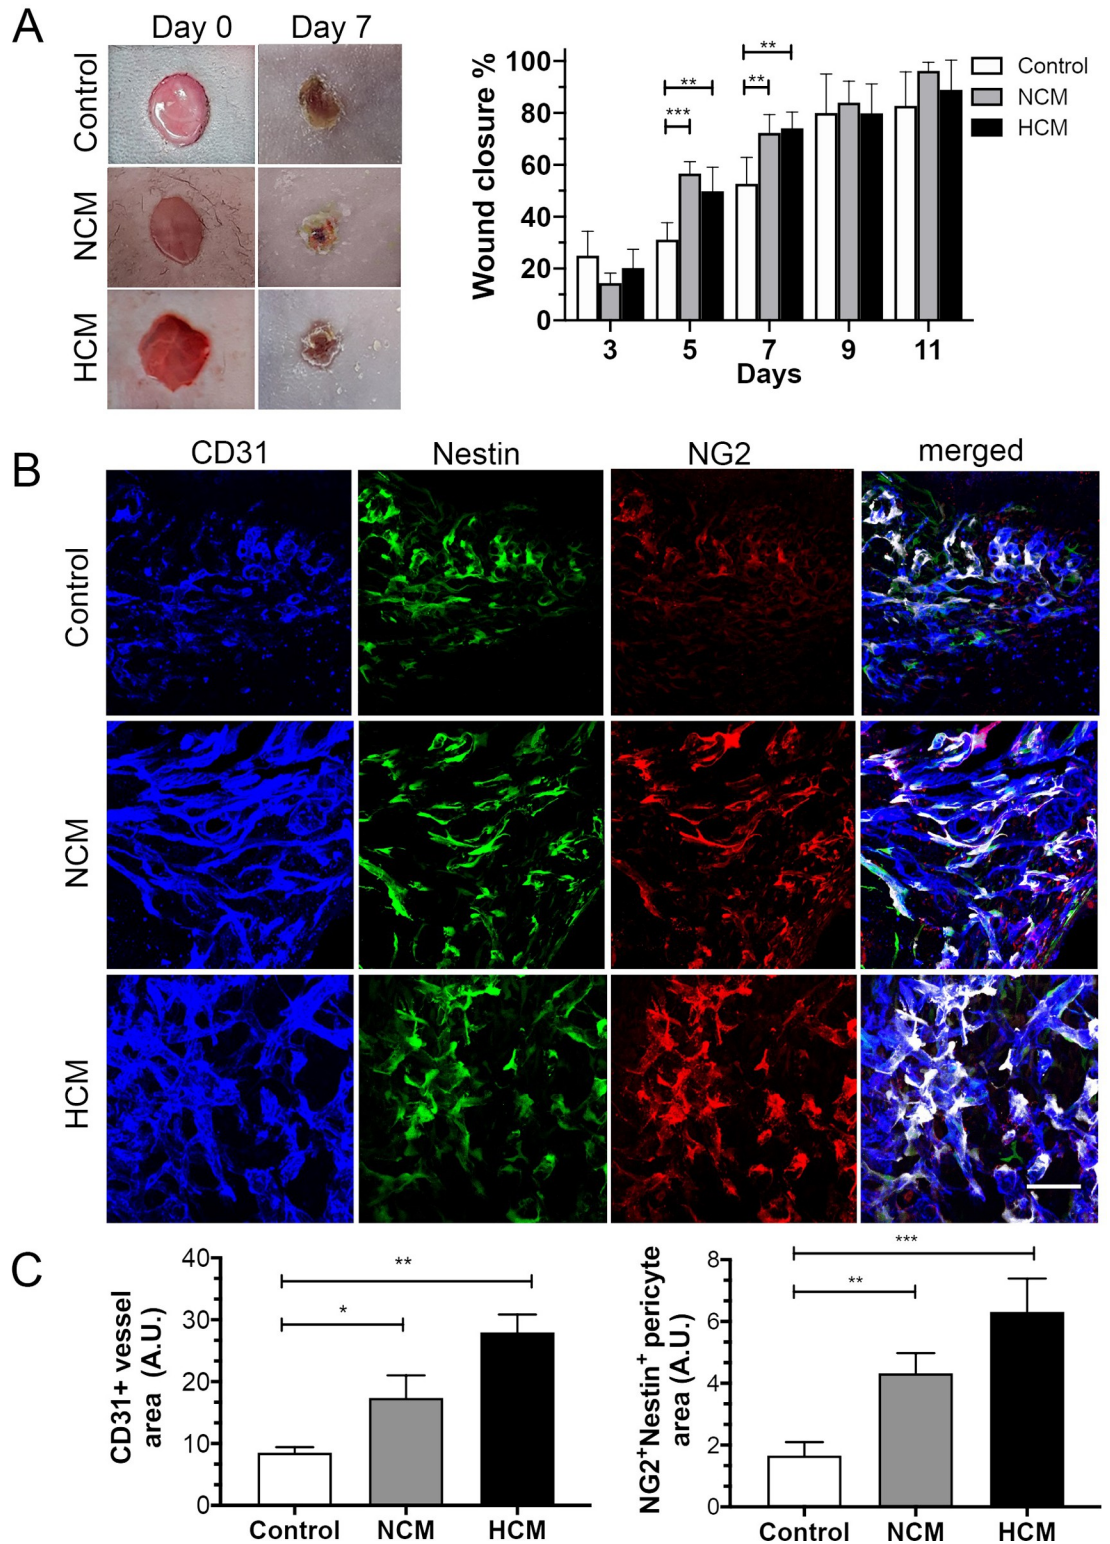 A
Day 0 Day 7
Control
NCM
HCM
Wound closure %
100
80
60
40
20
0
** 
***
**
**
Control
NCM
HCM
3 5 7 9 11
Days
B
CD31 Nestin NG2 merged
Control
NCM
HCM
C
CD31+ vessel
area (A.U.)
40
30
20
10
0
**
*
Control NCM HCM
NG2+Nestin+ pericyte
area (A.U.)
8
6
4
2
0
***
**
Control NCM HCM